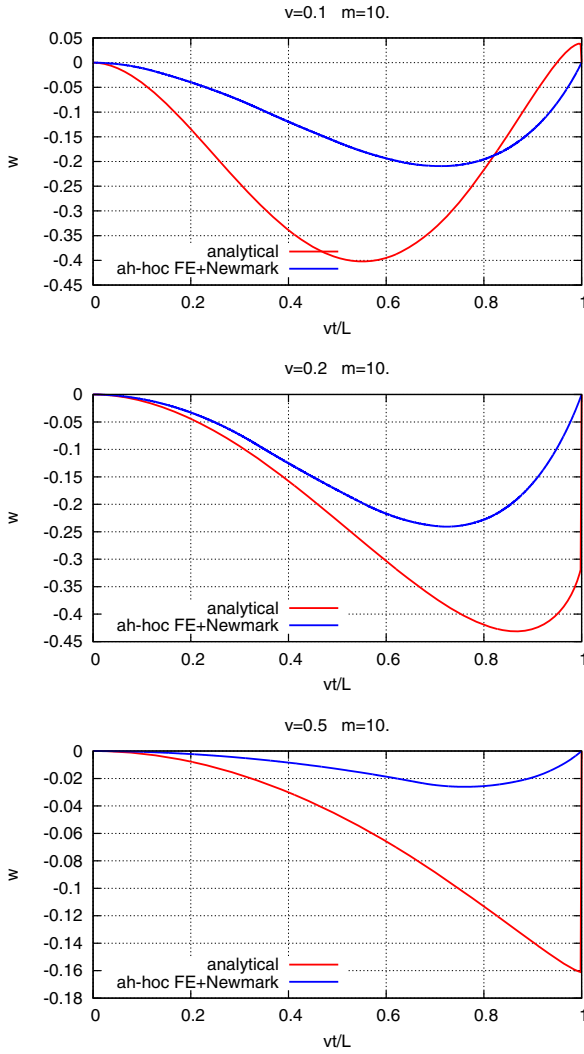 v=0.1 m=10.
0.05
0
-0.05
-0.1
-0.15
-0.2
-0.25
-0.3
-0.35
-0.4
-0.45
w
analytical
ah-hoc FE+Newmark
0 0.2 0.4 0.6 0.8 1
vt/L
v=0.2 m=10.
0
-0.05
-0.1
-0.15
-0.2
-0.25
-0.3
-0.35
-0.4
-0.45
w
analytical
ah-hoc FE+Newmark
0 0.2 0.4 0.6 0.8 1
vt/L
v=0.5 m=10.
0
-0.02
-0.04
-0.06
-0.08
-0.1
-0.12
-0.14
-0.16
-0.18
w
analytical
ah-hoc FE+Newmark
0 0.2 0.4 0.6 0.8 1
vt/L